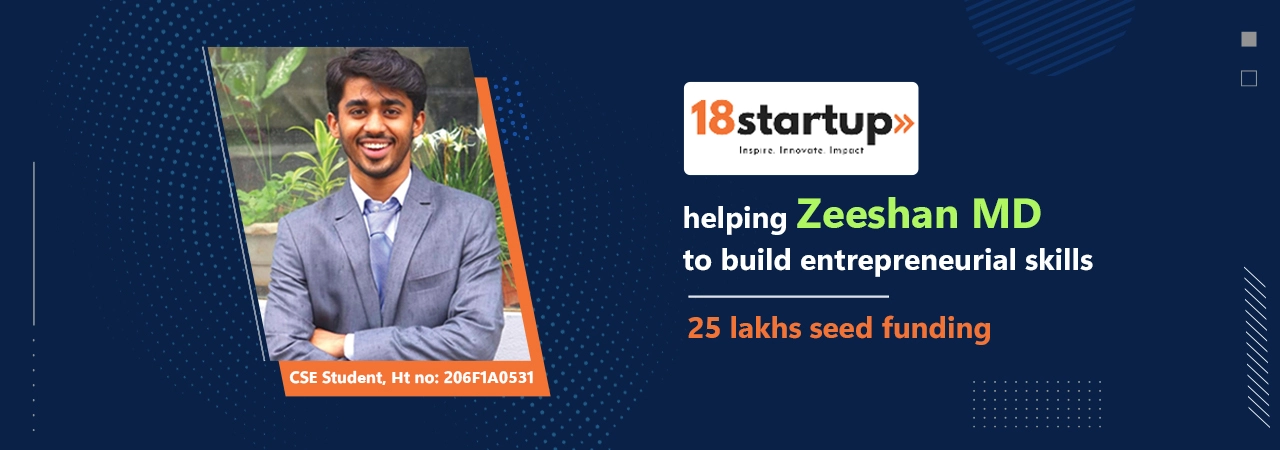 18startup»
Inspire. Innovate. Impact
helping Zeeshan MD
to build entrepreneurial skills
25 lakhs seed funding
CSE Student, Ht no: 206F1A0531